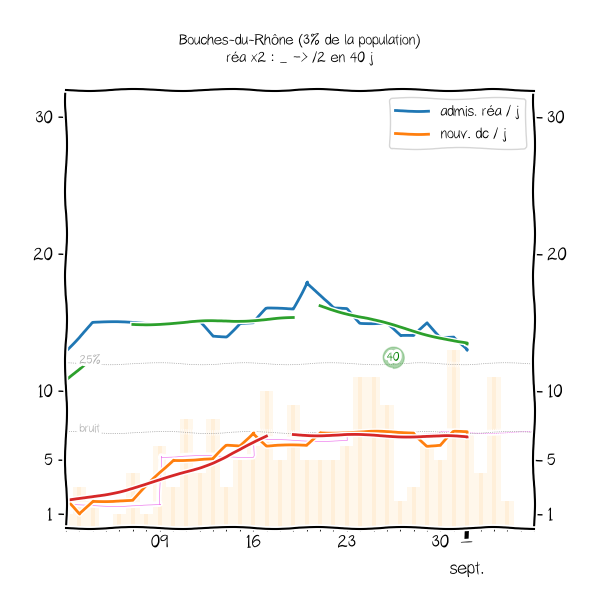 Bouches-du-Rhône (3% de la population)
réa x2 : _ -> /2 en 40 j
admis. réa / j
nouv. dc / j
30
30
20
20
25%
40
10
10
bruit
5
5
1
1
09
16
23
30
sept.